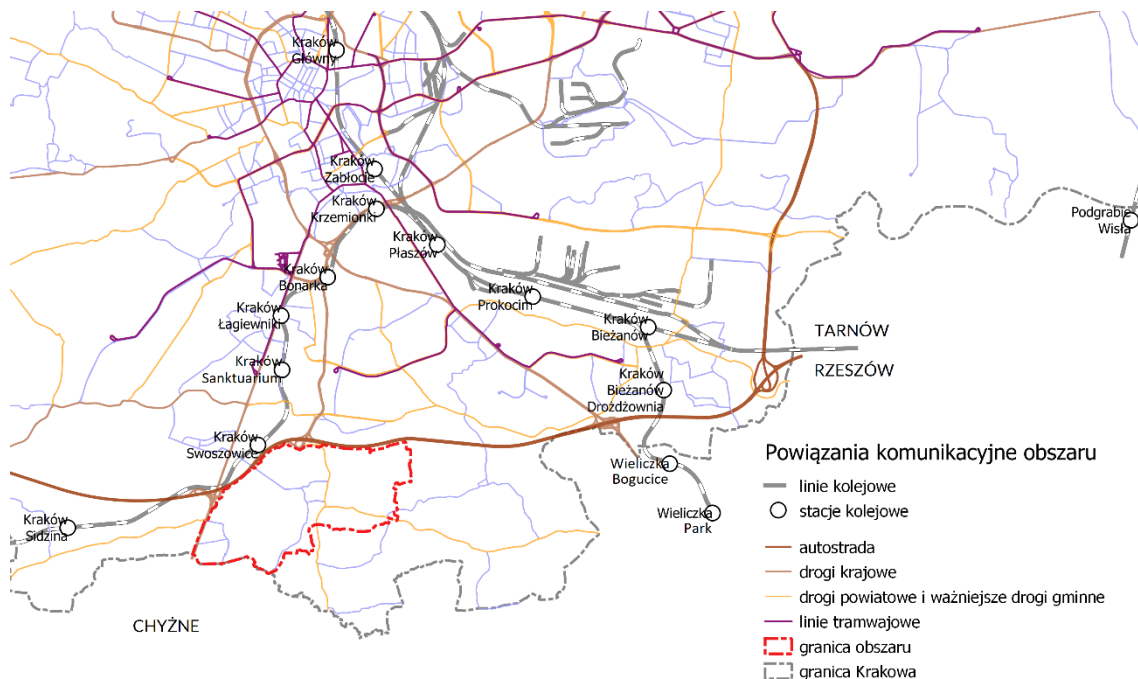 Kraków
Główny
Kraków
Zabłocie
Kraków
Krzemionki
Podgrabie
Wisła
Kraków
Płaszów
Kraków
Bonarka
Kraków
Prokocim
Kraków
Łagiewniki
Kraków
Bieżanów
TARNÓW
RZESZÓW
Kraków
Sanktuarium
Kraków
Bieżanów
Drożdżownia
Kraków
Swoszowice
Wieliczka
Bogucice
Wieliczka
Park
Kraków
Sidzina
CHYŻNE
Powiązania komunikacyjne obszaru
linie kolejowe
stacje kolejowe
autostrada
drogi krajowe
drogi powiatowe i ważniejsze drogi gminne
linie tramwajowe
granica obszaru
granica Krakowa